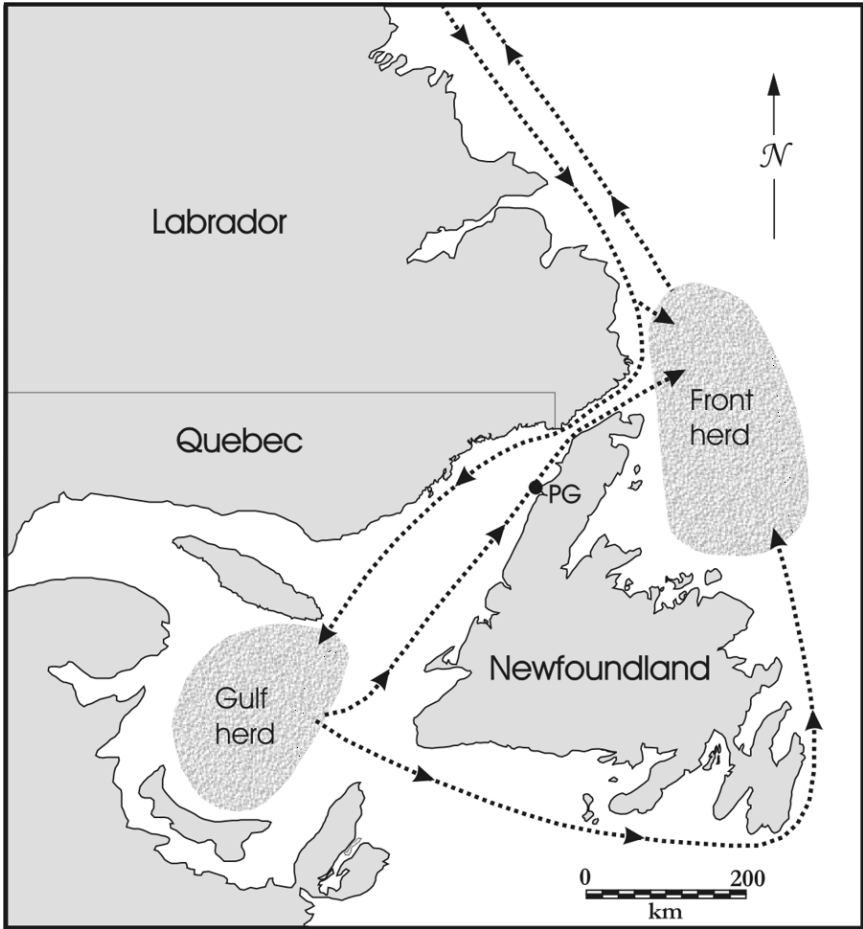 N
Labrador
Front
herd
Quebec
PG
Newfoundland
Gulf
herd
0 200
km